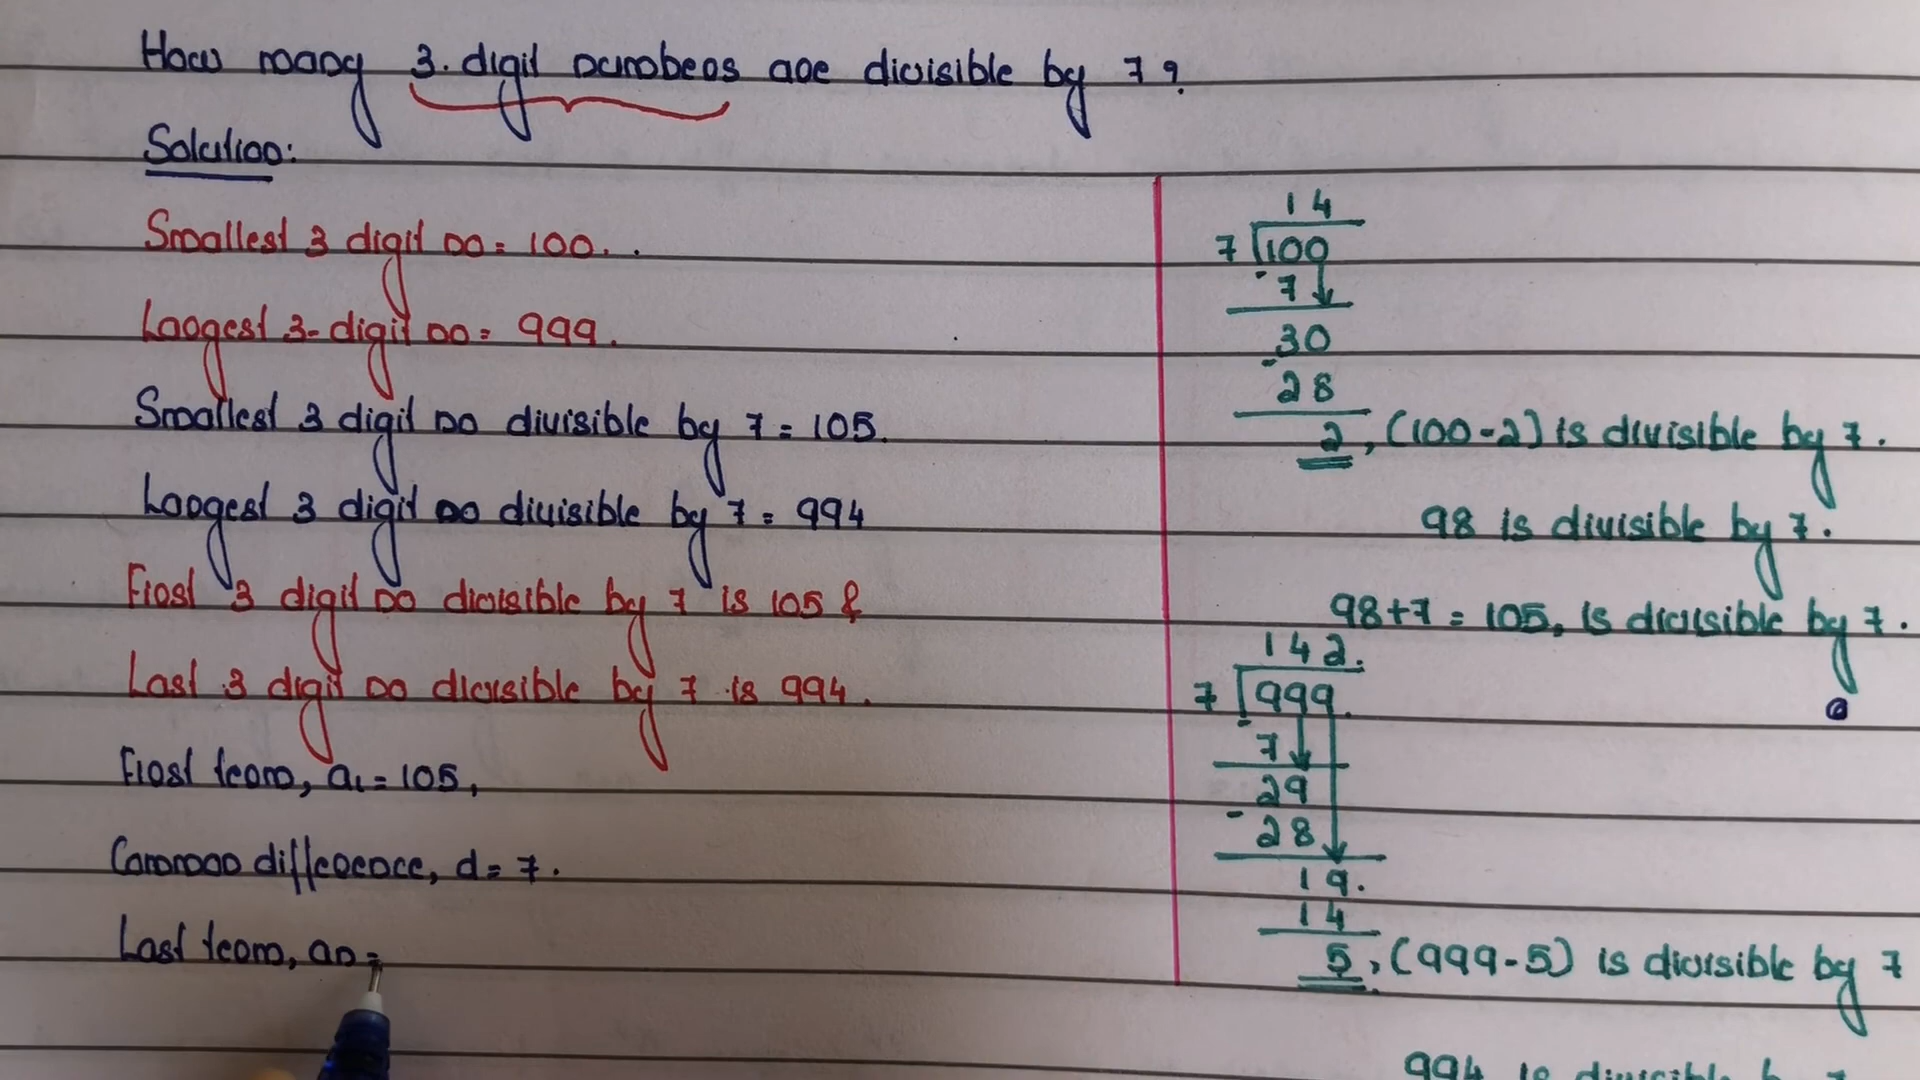 How many 3-digit numbers are divisible by 7?
Solution:
Smallest 3 digit no = 100.
Largest 3-digit no = 999.
Smallest 3 digit no divisible by 7 = 105.
Largest 3 digit no divisible by 7 = 994
First 3 digit no divisible by 7 is 105 &
Last 3 digit no divisible by 7 is 994.
First term, a1 = 105,
Common difference, d = 7.
Last term, an =
14
7 100
- 7
30
- 28
2, (100-2) is divisible by 7.
98 is divisible by 7.
98+7 = 105, is divisible by 7.
142.
7 999.
- 7
29
- 28
19.
14
5, (999-5) is divisible by 7
994 is divisible by 7